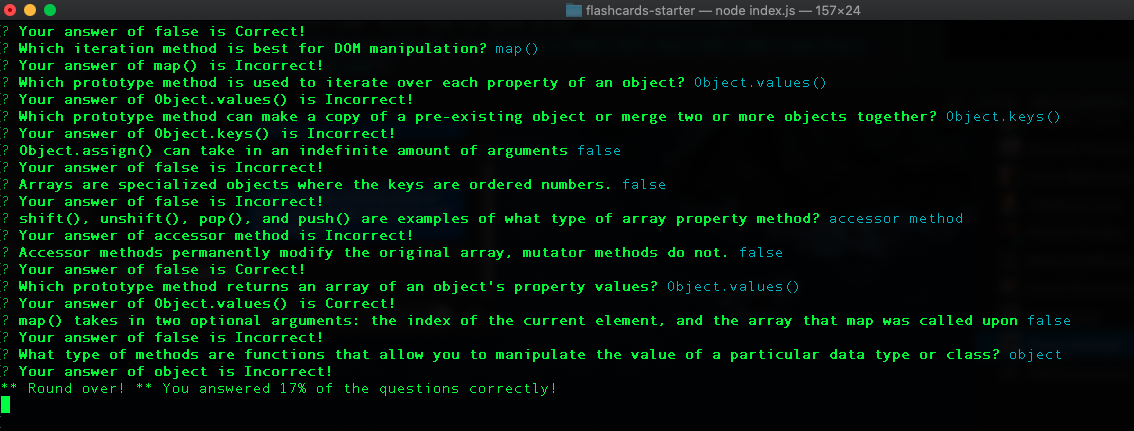 flashcards-starter — node index.js — 157×24
? Your answer of false is Correct!
? Which iteration method is best for DOM manipulation? map()
? Your answer of map() is Incorrect!
? Which prototype method is used to iterate over each property of an object? Object.values()
? Your answer of Object.values() is Incorrect!
? Which prototype method can make a copy of a pre-existing object or merge two or more objects together? Object.keys()
? Your answer of Object.keys() is Incorrect!
? Object.assign() can take in an indefinite amount of arguments false
? Your answer of false is Incorrect!
? Arrays are specialized objects where the keys are ordered numbers. false
? Your answer of false is Incorrect!
? shift(), unshift(), pop(), and push() are examples of what type of array property method? accessor method
? Your answer of accessor method is Incorrect!
? Accessor methods permanently modify the original array, mutator methods do not. false
? Your answer of false is Correct!
? Which prototype method returns an array of an object's property values? Object.values()
? Your answer of Object.values() is Correct!
? map() takes in two optional arguments: the index of the current element, and the array that map was called upon false
? Your answer of false is Incorrect!
? What type of methods are functions that allow you to manipulate the value of a particular data type or class? object
? Your answer of object is Incorrect!
** Round over! ** You answered 17% of the questions correctly!